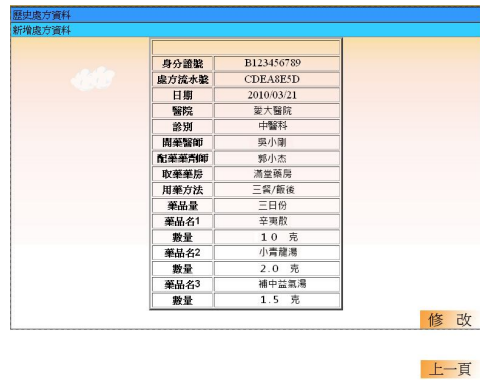 歷史處方資料
新增處方資料
身分證號 B123456789
處方流水號 CDEA8E5D
日期 2010/03/21
醫院 愛大醫院
診別 中醫科
開藥醫師 吳小剛
配藥藥劑師 郭小杰
取藥藥房 滿堂藥房
用藥方法 三餐/飯後
藥品量 三日份
藥品名1 辛夷散
數量 10 克
藥品名2 小青龍湯
數量 2.0 克
藥品名3 補中益氣湯
數量 1.5 克
修 改
上一頁